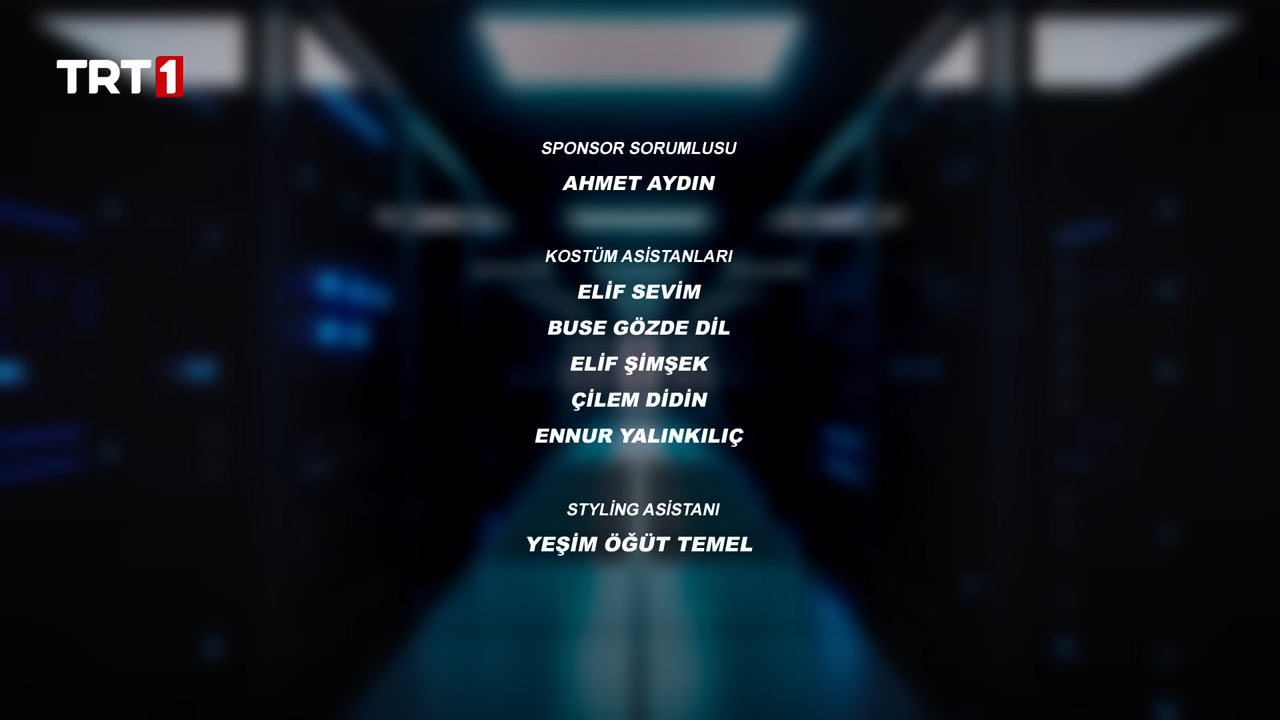 TRT1
SPONSOR SORUMLUSU
AHMET AYDIN
KOSTÜM ASİSTANLARI
ELİF SEVİM
BUSE GÖZDE DİL
ELİF ŞİMŞEK
ÇİLEM DİDİN
ENNUR YALINKILIÇ
STYLİNG ASİSTANI
YEŞİM ÖĞÜT TEMEL